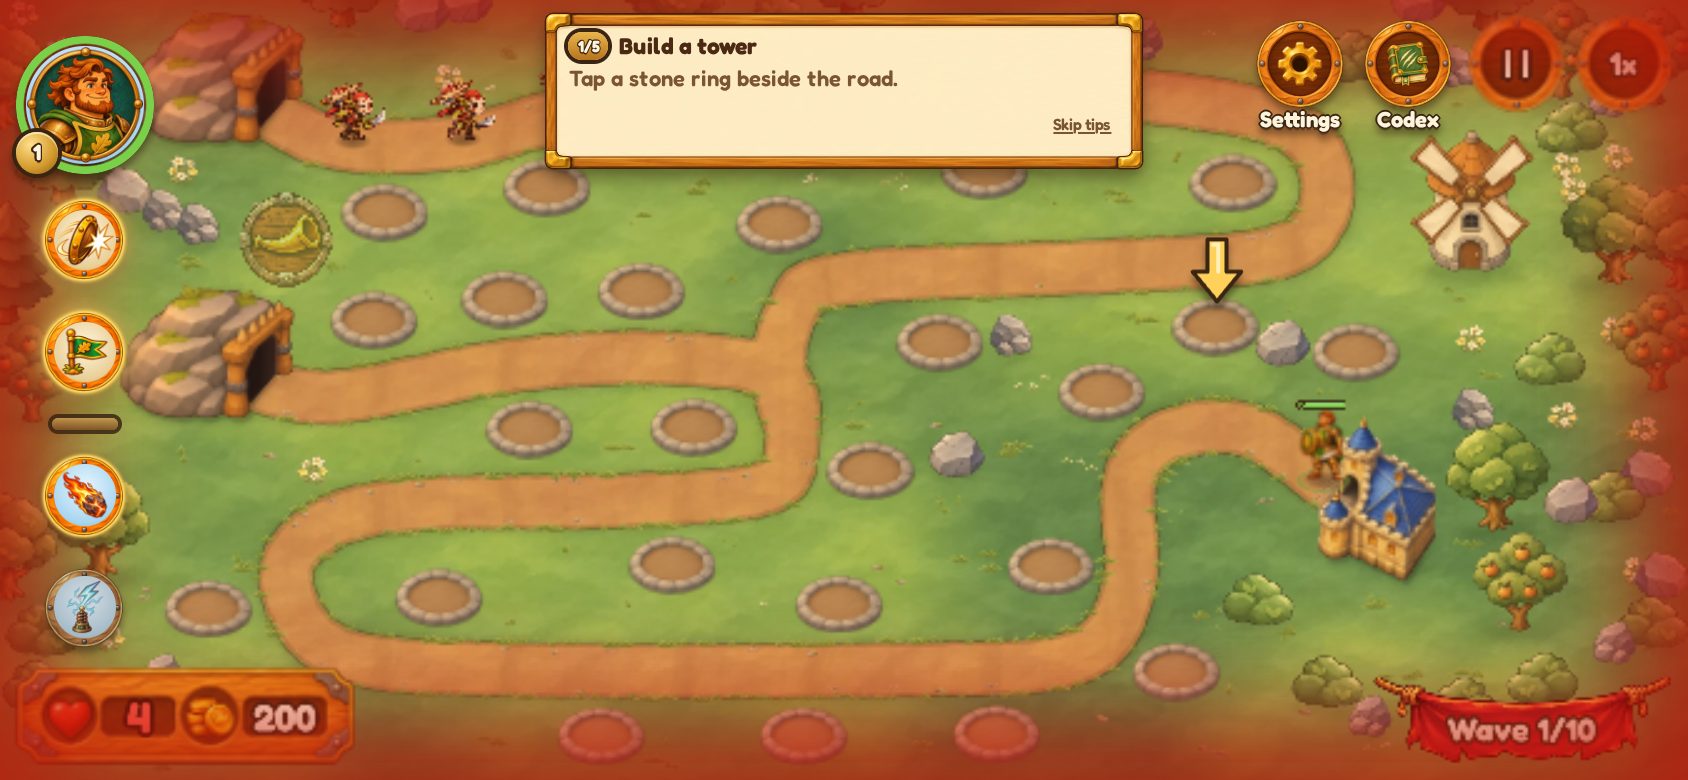 1/5 Build a tower
Tap a stone ring beside the road.
Skip tips
Settings
Codex
1x
1
4
200
Wave 1/10